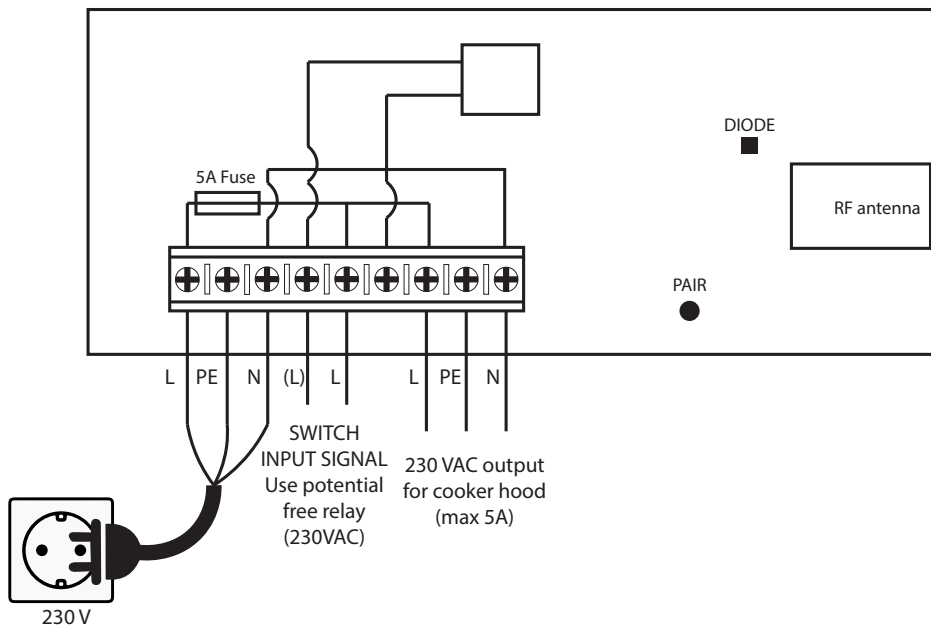 DIODE
5A Fuse
RF antenna
PAIR
L PE N (L) L L PE N
SWITCH
INPUT SIGNAL
Use potential
free relay
(230VAC)
230 VAC output
for cooker hood
(max 5A)
230 V